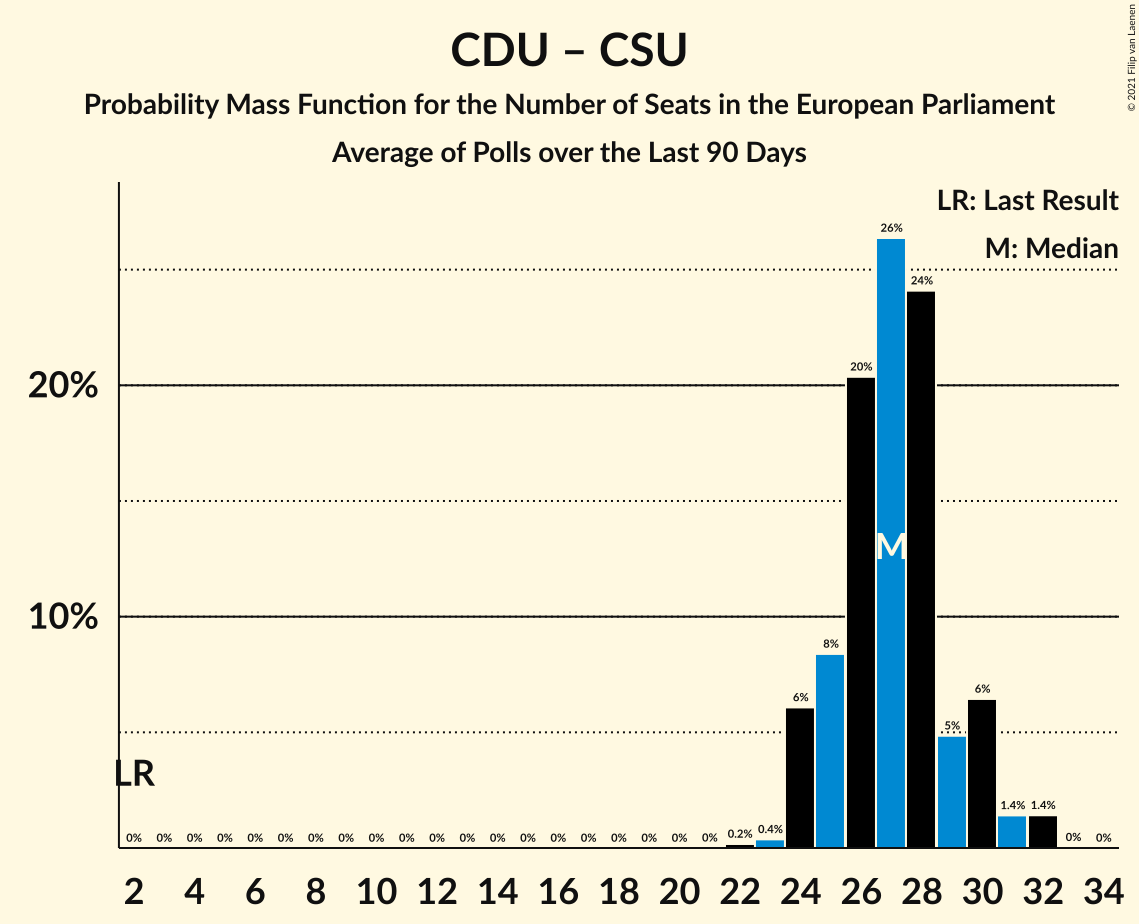 CDU – CSU
Probability Mass Function for the Number of Seats in the European Parliament
Average of Polls over the Last 90 Days
© 2021 Filip van Laenen
LR: Last Result
M: Median
20%
10%
LR
M
0% 0% 0% 0% 0% 0% 0% 0% 0% 0% 0% 0% 0% 0% 0% 0% 0% 0% 0% 0% 0.2% 0.4% 6% 8% 20% 26% 24% 5% 6% 1.4% 1.4% 0% 0%
2 4 6 8 10 12 14 16 18 20 22 24 26 28 30 32 34